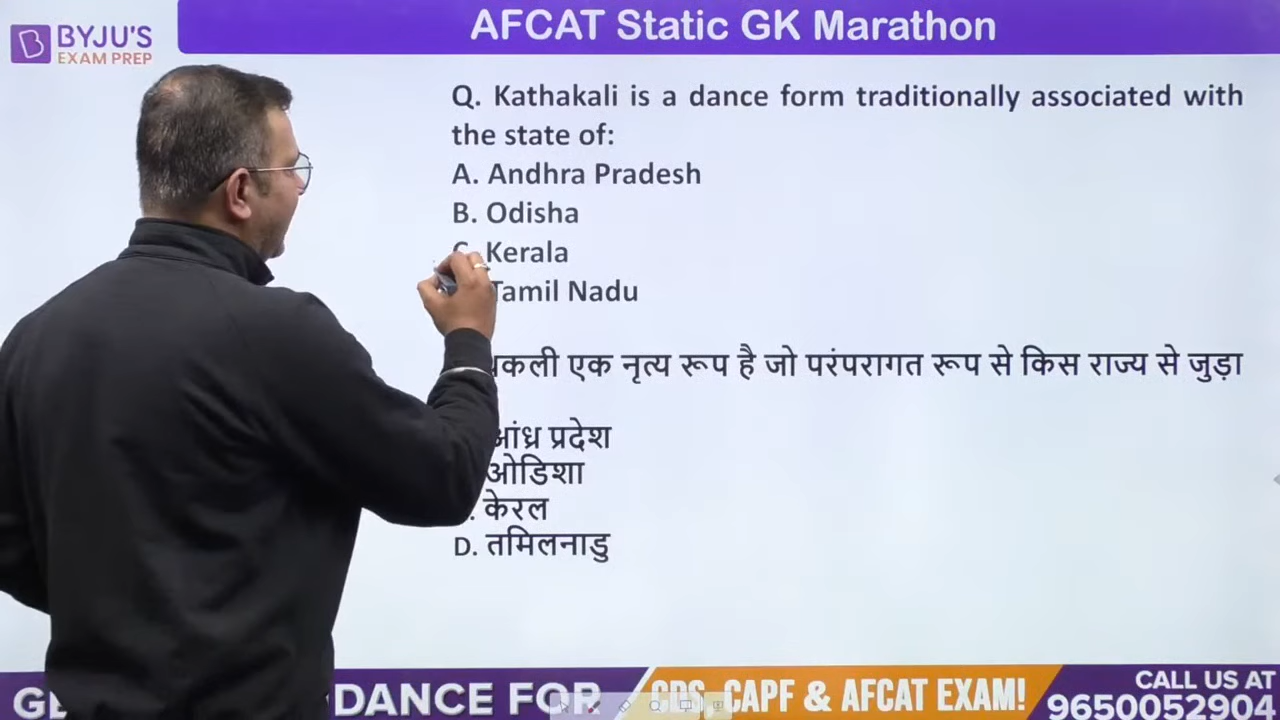 BYJU'S
EXAM PREP
AFCAT Static GK Marathon
Q. Kathakali is a dance form traditionally associated with
the state of:
A. Andhra Pradesh
B. Odisha
Kerala
Tamil Nadu
एक नृत्य रूप है जो परंपरागत रूप से किस राज्य से जुड़ा
आंध्र प्रदेश
ओडिशा
केरल
D. तमिलनाडु
FOR
CDS, CAPF & AFCAT EXAM!
CALL US AT
9650052904